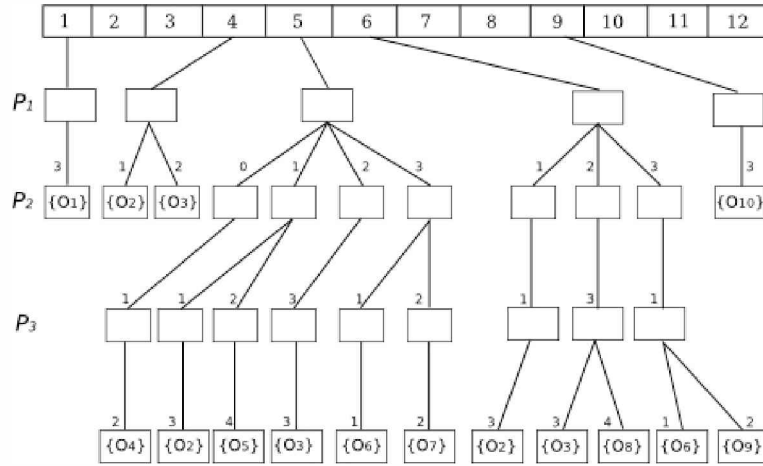 1 2 3 4 5 6 7 8 9 10 11 12
P1
3 1 2 0 1 2 3 1 2 3 3
P2 {O1} {O2} {O3} {O10}
1 1 2 3 1 2 1 3 1
P3
2 3 4 3 1 2 3 3 4 1 2
{O4} {O2} {O5} {O3} {O6} {O7} {O2} {O3} {O8} {O6} {O9}